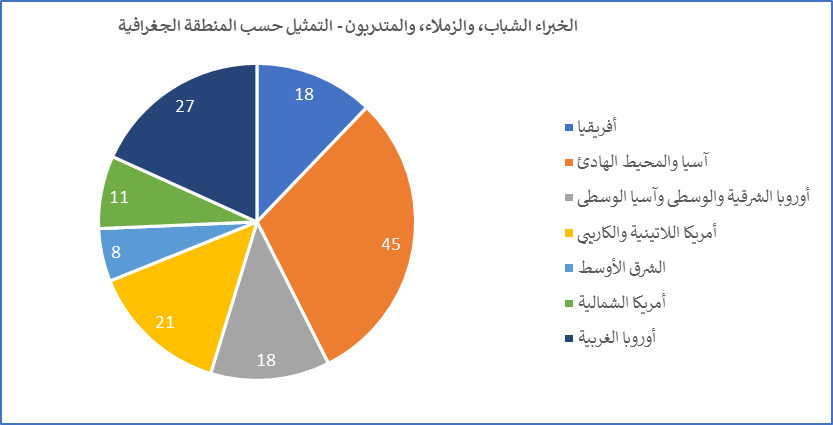 الخبراء الشباب، والزملاء، والمتدربون - التمثيل حسب المنطقة الجغرافية
18
45
18
21
8
11
27
أفريقيا
آسيا والمحيط الهادئ
أوروبا الشرقية والوسطى وآسيا الوسطى
أمريكا اللاتينية والكاريبي
الشرق الأوسط
أمريكا الشمالية
أوروبا الغربية